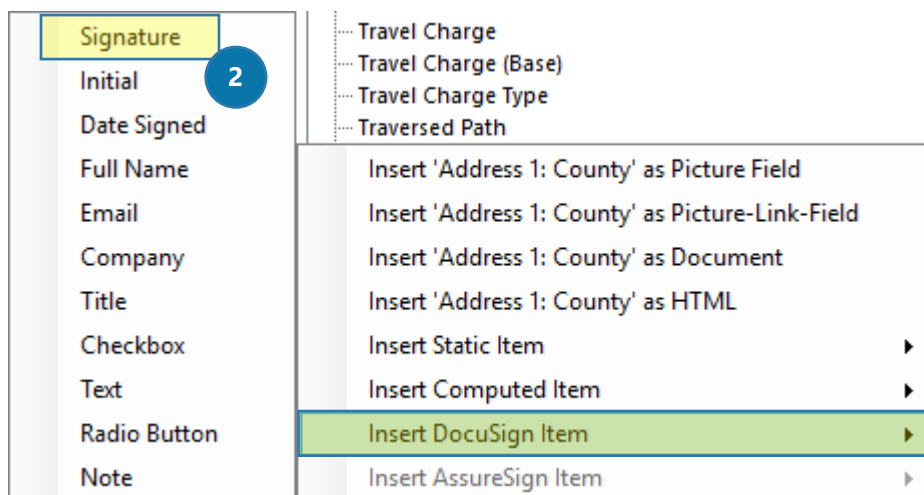 Signature
Initial
2
Date Signed
Full Name
Email
Company
Title
Checkbox
Text
Radio Button
Note
Travel Charge
Travel Charge (Base)
Travel Charge Type
Traversed Path
Insert 'Address 1: County' as Picture Field
Insert 'Address 1: County' as Picture-Link-Field
Insert 'Address 1: County' as Document
Insert 'Address 1: County' as HTML
Insert Static Item
Insert Computed Item
Insert DocuSign Item
Insert AssureSign Item